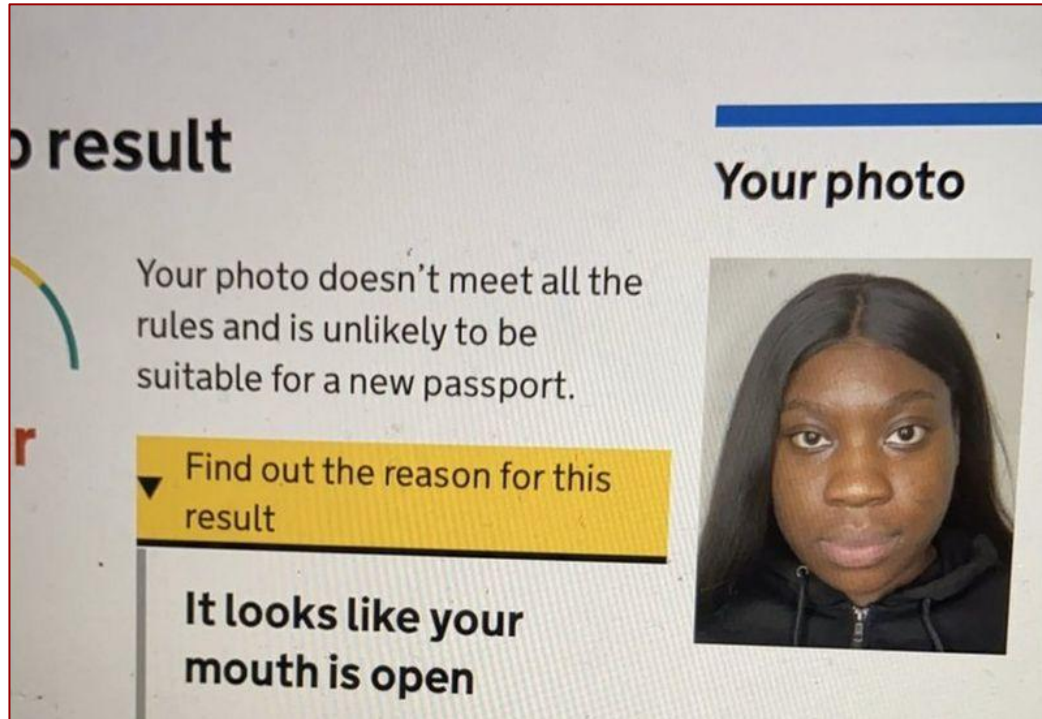 result
Your photo
Your photo doesn't meet all the
rules and is unlikely to be
suitable for a new passport.
r
Find out the reason for this
result
It looks like your
mouth is open